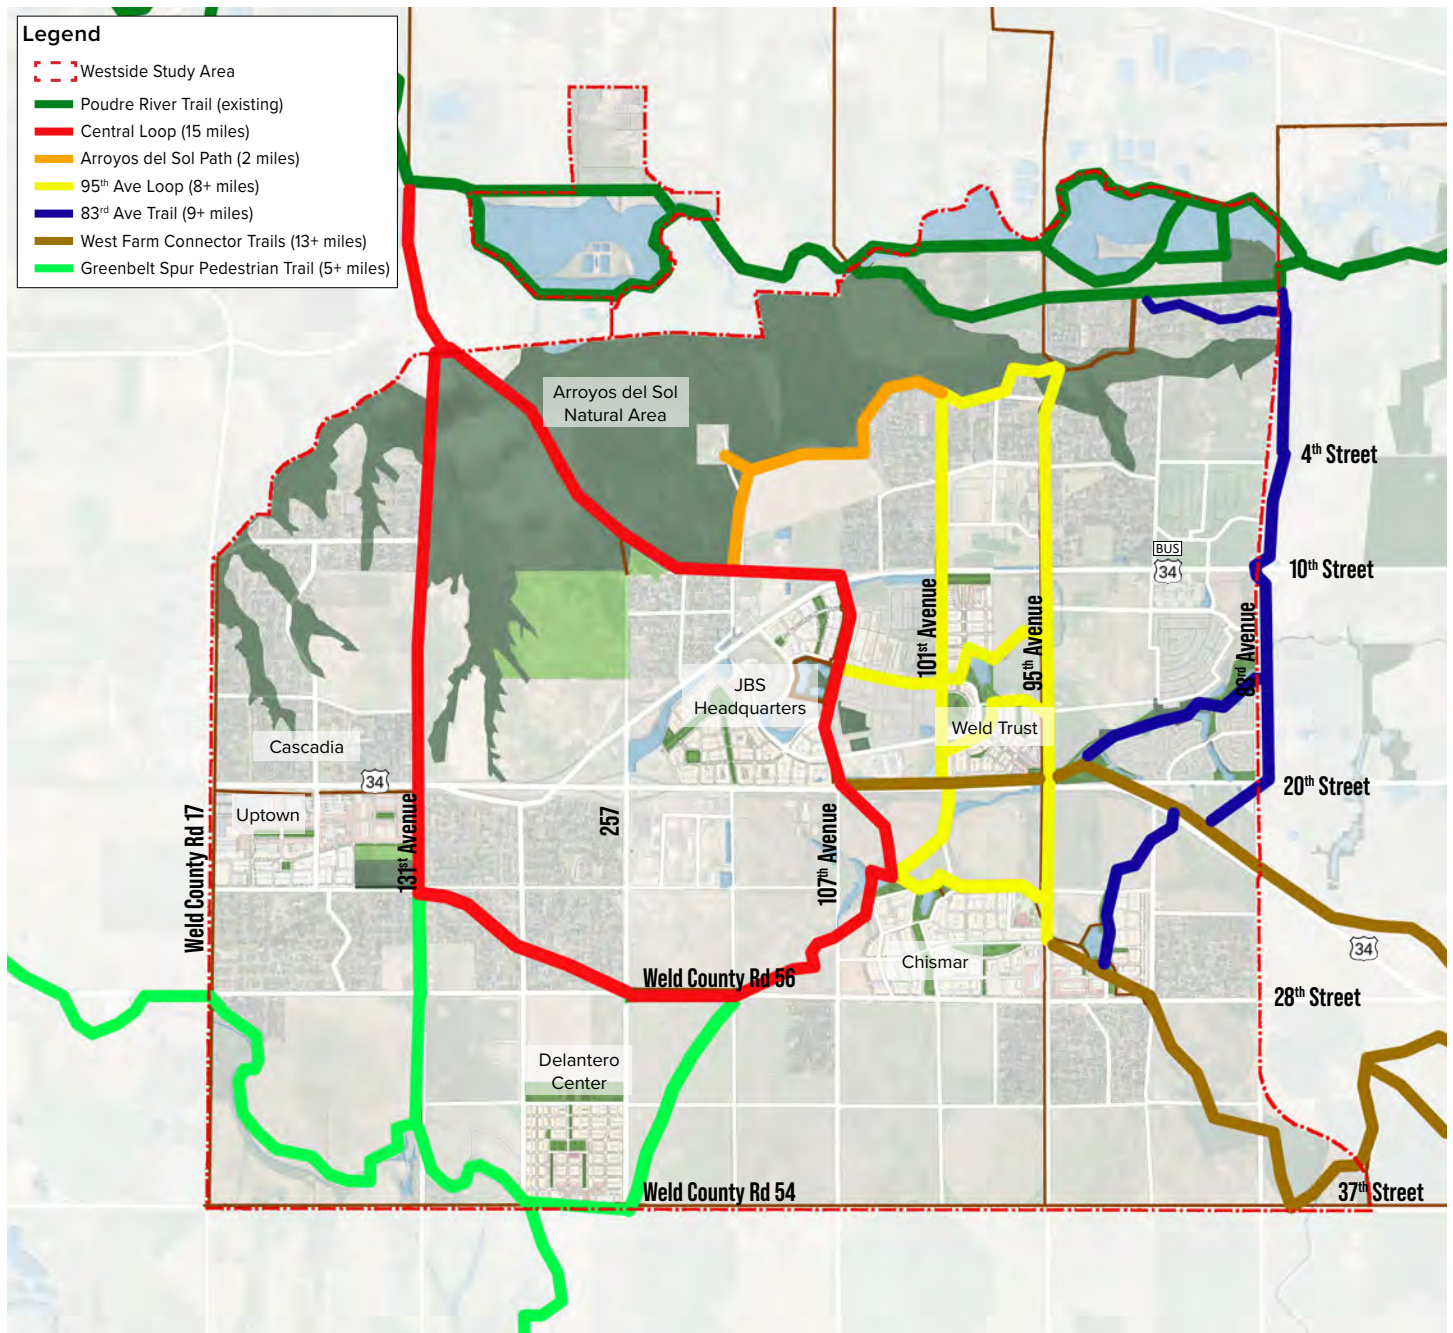 Legend
Westside Study Area
Poudre River Trail (existing)
Central Loop (15 miles)
Arroyos del Sol Path (2 miles)
95th Ave Loop (8+ miles)
83rd Ave Trail (9+ miles)
West Farm Connector Trails (13+ miles)
Greenbelt Spur Pedestrian Trail (5+ miles)
Arroyos del Sol
Natural Area
4th Street
BUS
34
10th Street
101st Avenue
95th Avenue
83rd Avenue
JBS
Headquarters
Weld Trust
Cascadia
34
20th Street
Uptown
131st Avenue
257
107th Avenue
Weld County Rd 17
34
Chismar
Weld County Rd 56
28th Street
Delantero
Center
Weld County Rd 54
37th Street